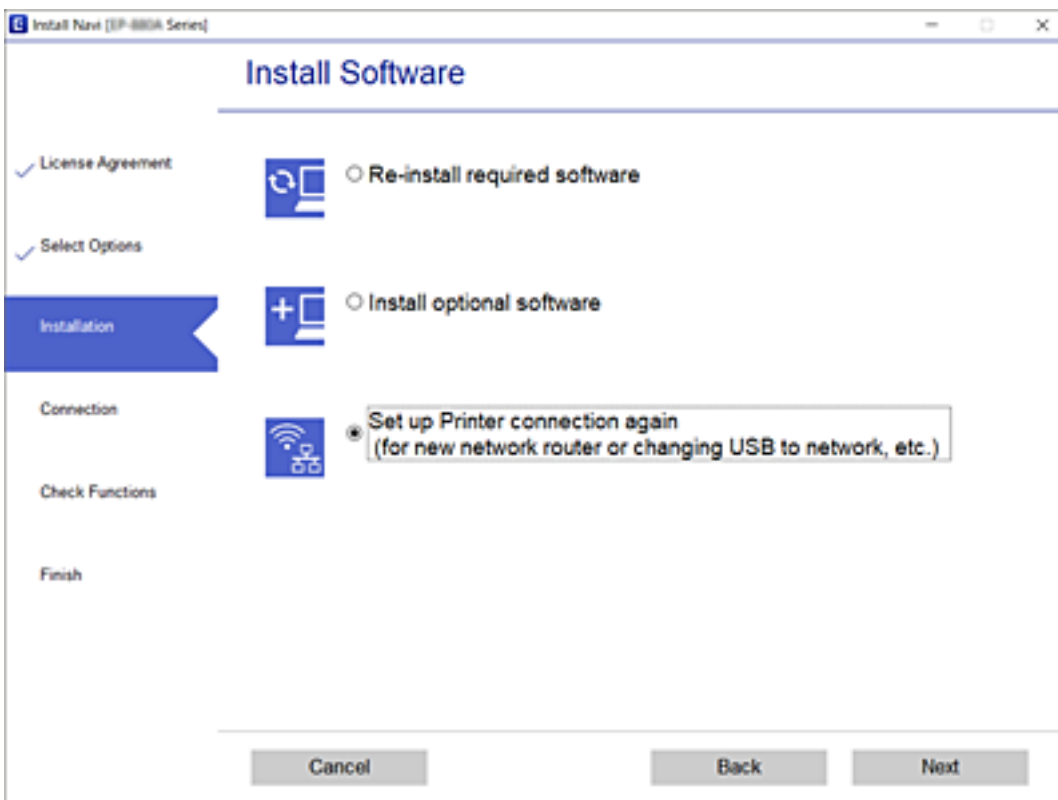 Install Navi [EP-880A Series]
Install Software
License Agreement
Select Options
Installation
Connection
Check Functions
Finish
Re-install required software
Install optional software
Set up Printer connection again
(for new network router or changing USB to network, etc.)
Cancel
Back
Next